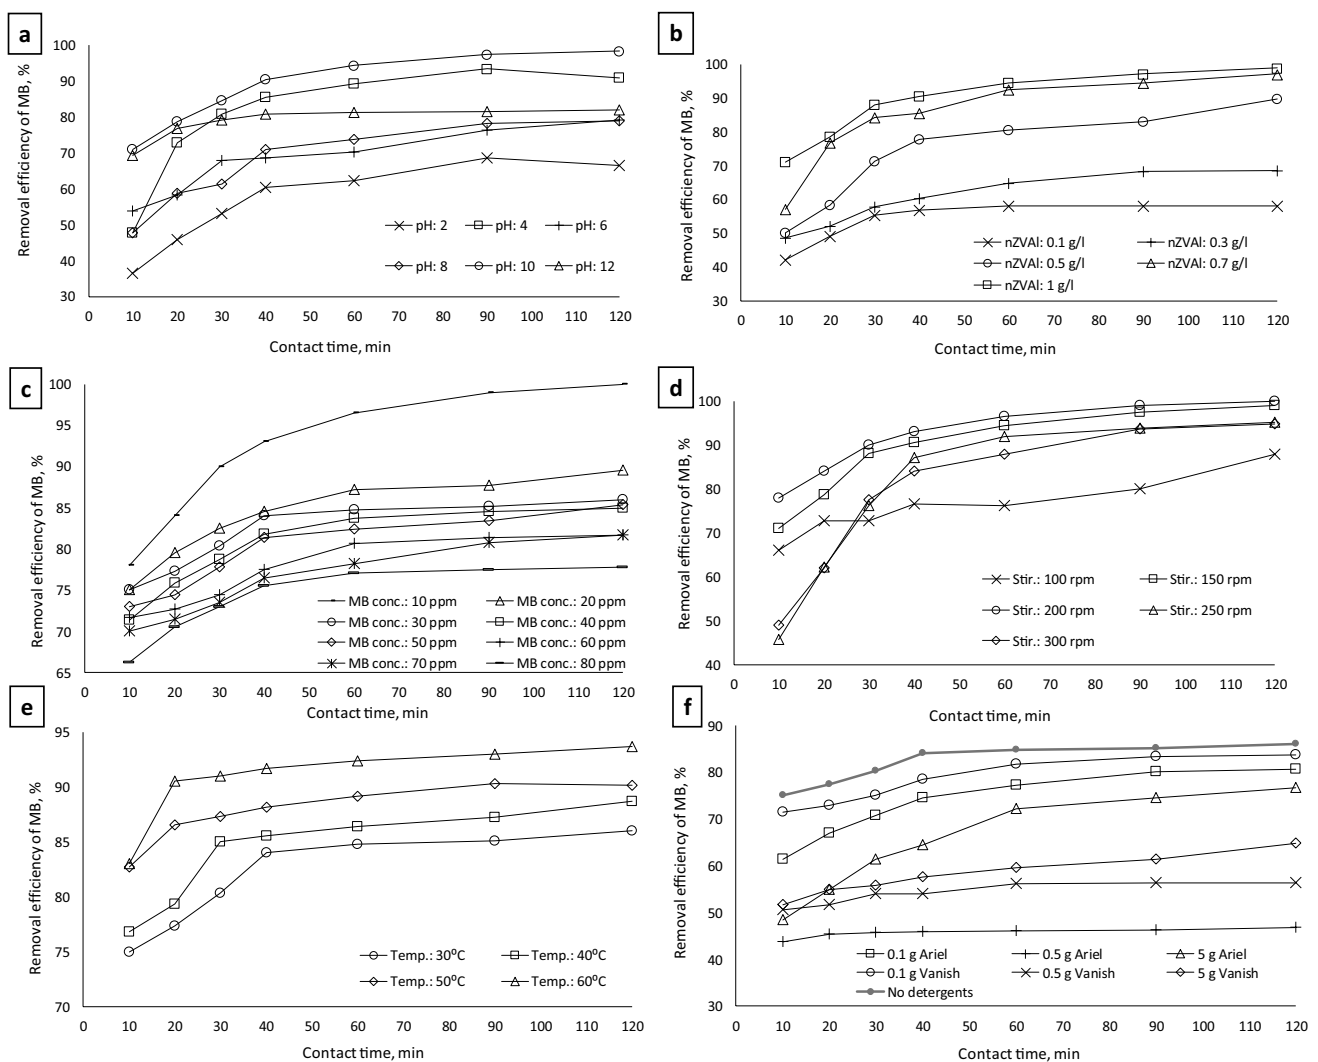 a
Removal efficiency of MB, %
100
90
80
70
60
50
40
30
0 10 20 30 40 50 60 70 80 90 100 110 120
Contact time, min
pH: 2 pH: 4 pH: 6
pH: 8 pH: 10 pH: 12
b
Removal efficiency of MB, %
100
90
80
70
60
50
40
30
0 10 20 30 40 50 60 70 80 90 100 110 120
Contact time, min
nZVAl: 0.1 g/l nZVAl: 0.3 g/l
nZVAl: 0.5 g/l nZVAl: 0.7 g/l
nZVAl: 1 g/l
c
Removal efficiency of MB, %
100
95
90
85
80
75
70
65
0 10 20 30 40 50 60 70 80 90 100 110 120
Contact time, min
MB conc.: 10 ppm MB conc.: 20 ppm
MB conc.: 30 ppm MB conc.: 40 ppm
MB conc.: 50 ppm MB conc.: 60 ppm
MB conc.: 70 ppm MB conc.: 80 ppm
d
Removal efficiency of MB, %
100
90
80
70
60
50
40
0 10 20 30 40 50 60 70 80 90 100 110 120
Contact time, min
Stir.: 100 rpm Stir.: 150 rpm
Stir.: 200 rpm Stir.: 250 rpm
Stir.: 300 rpm
e
Removal efficiency of MB, %
95
90
85
80
75
70
0 10 20 30 40 50 60 70 80 90 100 110 120
Contact time, min
Temp.: 30°C Temp.: 40°C
Temp.: 50°C Temp.: 60°C
f
Removal efficiency of MB, %
90
80
70
60
50
40
30
0 10 20 30 40 50 60 70 80 90 100 110 120
Contact time, min
0.1 g Ariel 0.5 g Ariel 5 g Ariel
0.1 g Vanish 0.5 g Vanish 5 g Vanish
No detergents